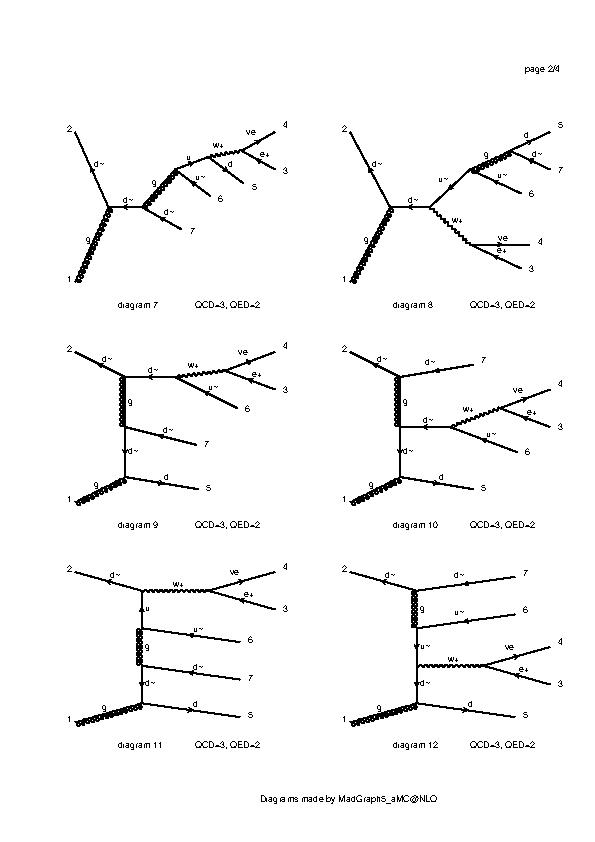 page 2/4
2
d~
g
1
d~
g
d~
7
u
u~
6
w+
d
5
ve
4
e+
3
diagram 7 QCD=3, QED=2
2
d~
g
1
d~
u~
g
d
5
d~
7
u~
6
w+
ve
4
e+
3
diagram 8 QCD=3, QED=2
2
d~
d~
w+
ve
4
e+
3
u~
6
g
d~
7
d~
g
1
d
5
diagram 9 QCD=3, QED=2
2
d~
d~
7
g
d~
w+
ve
4
e+
3
u~
6
d~
g
1
d
5
diagram 10 QCD=3, QED=2
2
d~
w+
ve
4
e+
3
u
u~
6
g
d~
7
d~
g
1
d
5
diagram 11 QCD=3, QED=2
2
d~
d~
7
g
u~
6
u~
w+
ve
4
e+
3
d~
g
1
d
5
diagram 12 QCD=3, QED=2
Diagrams made by MadGraph5_aMC@NLO